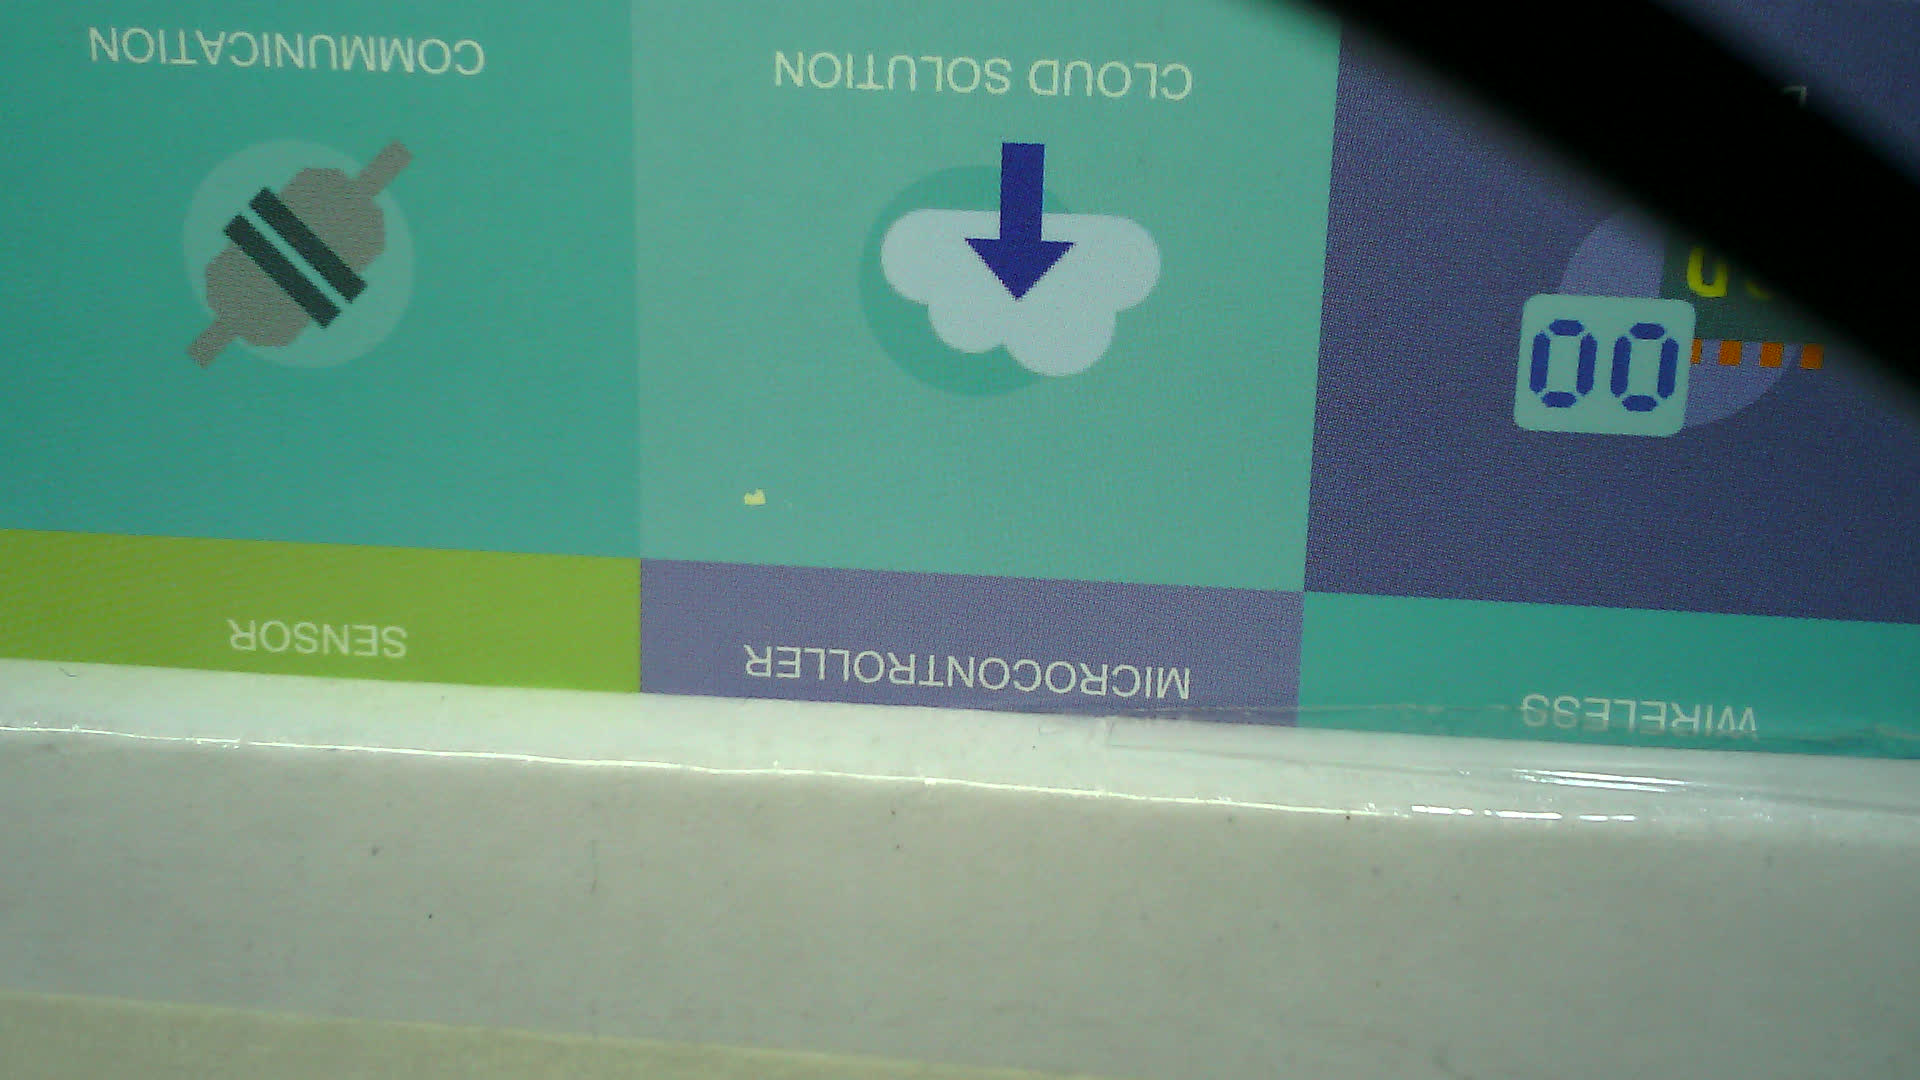 WIRELESS
MICROCONTROLLER
SENSOR
00
CLOUD SOLUTION
COMMUNICATION